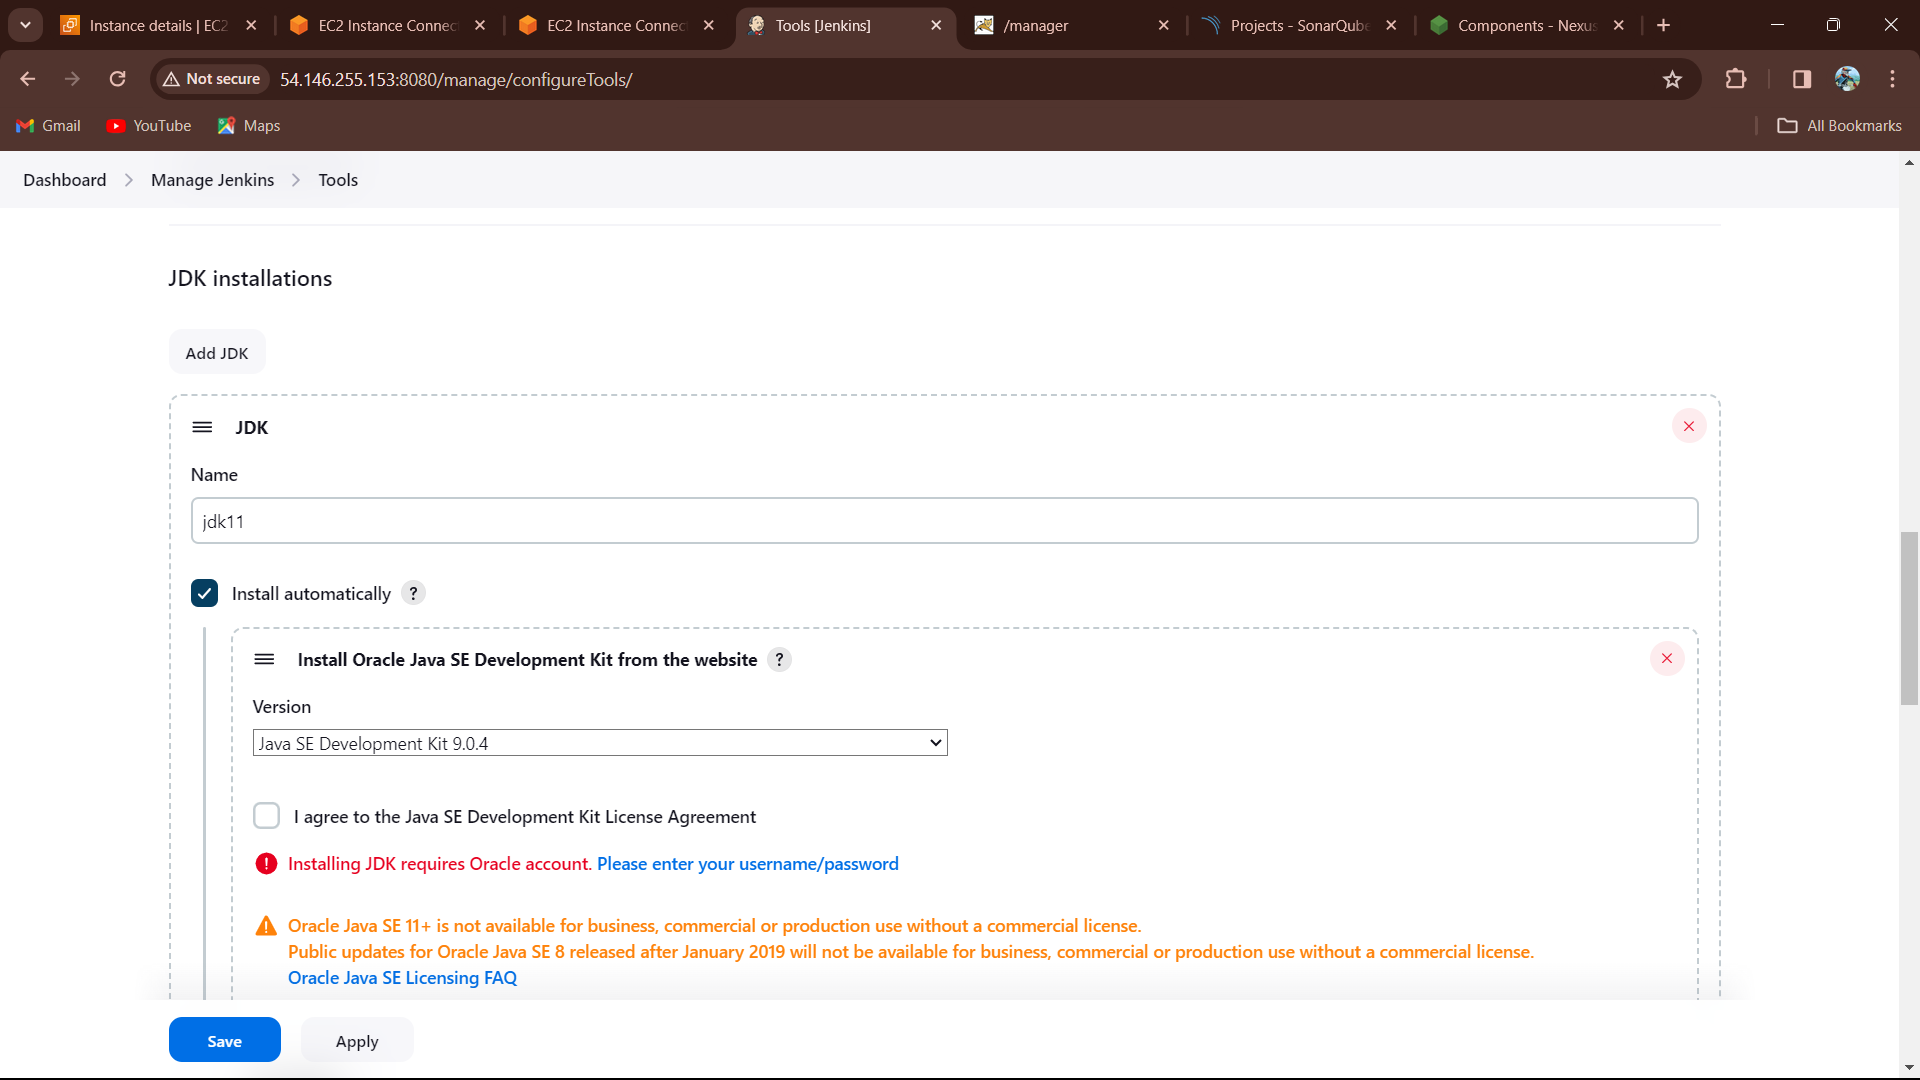 Instance details | EC2
EC2 Instance Connec
EC2 Instance Connec
Tools [Jenkins]
/manager
Projects - SonarQube
Components - Nexus
Not secure
54.146.255.153:8080/manage/configureTools/
Gmail
YouTube
Maps
All Bookmarks
Dashboard
Manage Jenkins
Tools
JDK installations
Add JDK
JDK
Name
jdk11
Install automatically ?
Install Oracle Java SE Development Kit from the website ?
Version
Java SE Development Kit 9.0.4
I agree to the Java SE Development Kit License Agreement
Installing JDK requires Oracle account. Please enter your username/password
Oracle Java SE 11+ is not available for business, commercial or production use without a commercial license.
Public updates for Oracle Java SE 8 released after January 2019 will not be available for business, commercial or production use without a commercial license.
Oracle Java SE Licensing FAQ
Save
Apply